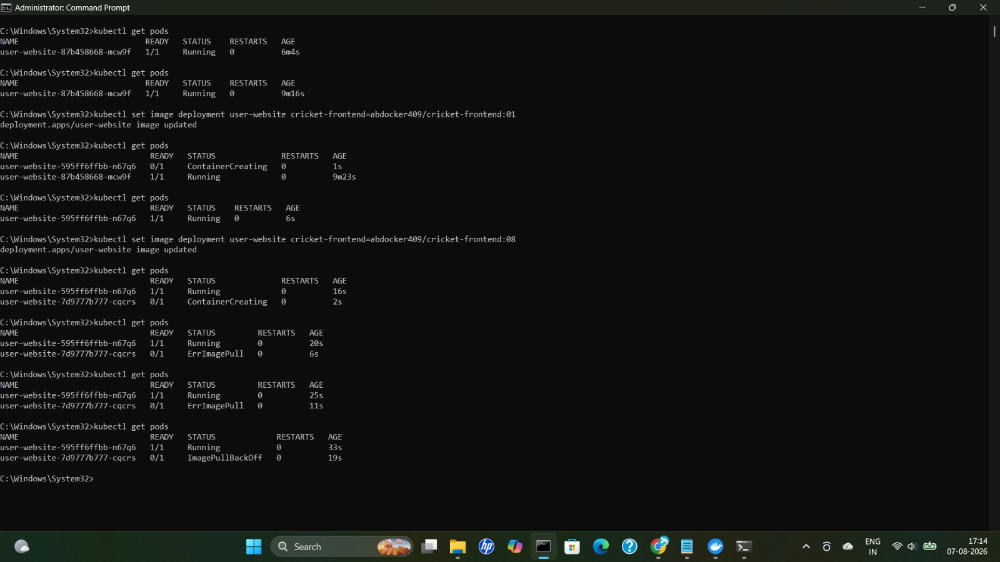 Administrator: Command Prompt
C:\Windows\System32>kubectl get pods
NAME READY STATUS RESTARTS AGE
user-website-87b458668-mcw9f 1/1 Running 0 6m4s
C:\Windows\System32>kubectl get pods
NAME READY STATUS RESTARTS AGE
user-website-87b458668-mcw9f 1/1 Running 0 9m16s
C:\Windows\System32>kubectl set image deployment user-website cricket-frontend=abdocker409/cricket-frontend:01
deployment.apps/user-website image updated
C:\Windows\System32>kubectl get pods
NAME READY STATUS RESTARTS AGE
user-website-595ff6ffbb-n67q6 0/1 ContainerCreating 0 1s
user-website-87b458668-mcw9f 1/1 Running 0 9m23s
C:\Windows\System32>kubectl get pods
NAME READY STATUS RESTARTS AGE
user-website-595ff6ffbb-n67q6 1/1 Running 0 6s
C:\Windows\System32>kubectl set image deployment user-website cricket-frontend=abdocker409/cricket-frontend:08
deployment.apps/user-website image updated
C:\Windows\System32>kubectl get pods
NAME READY STATUS RESTARTS AGE
user-website-595ff6ffbb-n67q6 1/1 Running 0 16s
user-website-7d9777b777-cqcrs 0/1 ContainerCreating 0 2s
C:\Windows\System32>kubectl get pods
NAME READY STATUS RESTARTS AGE
user-website-595ff6ffbb-n67q6 1/1 Running 0 20s
user-website-7d9777b777-cqcrs 0/1 ErrImagePull 0 6s
C:\Windows\System32>kubectl get pods
NAME READY STATUS RESTARTS AGE
user-website-595ff6ffbb-n67q6 1/1 Running 0 25s
user-website-7d9777b777-cqcrs 0/1 ErrImagePull 0 11s
C:\Windows\System32>kubectl get pods
NAME READY STATUS RESTARTS AGE
user-website-595ff6ffbb-n67q6 1/1 Running 0 33s
user-website-7d9777b777-cqcrs 0/1 ImagePullBackOff 0 19s
C:\Windows\System32>
Search
hp
ENG
IN
17:14
07-08-2026